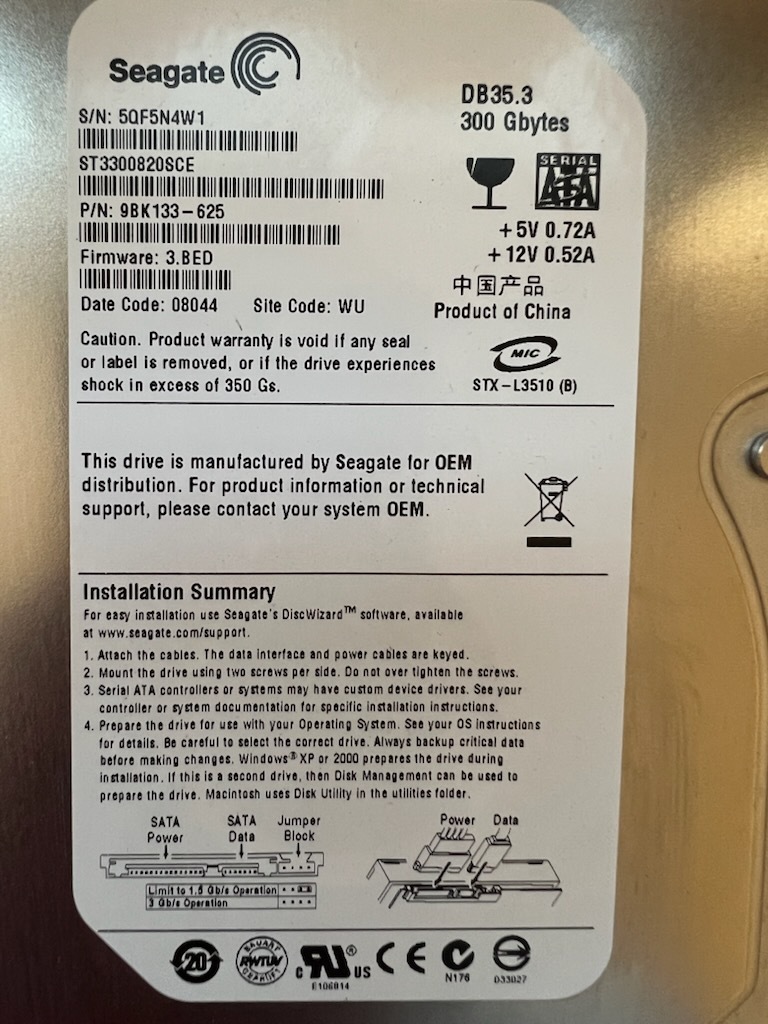 Seagate
DB35.3
300 Gbytes
S/N: 5QF5N4W1
ST3300820SCE
SERIAL
ATA
P/N: 9BK133-625
+5V 0.72A
+12V 0.52A
Firmware: 3.BED
中国产品
Product of China
Date Code: 08044 Site Code: WU
Caution. Product warranty is void if any seal
or label is removed, or if the drive experiences
shock in excess of 350 Gs.
MIC
STX-L3510 (B)
This drive is manufactured by Seagate for OEM
distribution. For product information or technical
support, please contact your system OEM.
Installation Summary
For easy installation use Seagate's DiscWizard™ software, available
at www.seagate.com/support.
1. Attach the cables. The data interface and power cables are keyed.
2. Mount the drive using two screws per side. Do not over tighten the screws.
3. Serial ATA controllers or systems may have custom device drivers. See your
controller or system documentation for specific installation instructions.
4. Prepare the drive for use with your Operating System. See your OS instructions
for details. Be careful to select the correct drive. Always backup critical data
before making changes. Windows® XP or 2000 prepares the drive during
installation. If this is a second drive, then Disk Management can be used to
prepare the drive. Macintosh uses Disk Utility in the utilities folder.
SATA Power
SATA Data
Jumper Block
Power Data
Limit to 1.5 Gb/s Operation
3 Gb/s Operation
20
BAUART
RWTÜV
GEPRÜFT
c RU® US
E106814
CE
N176
D33027